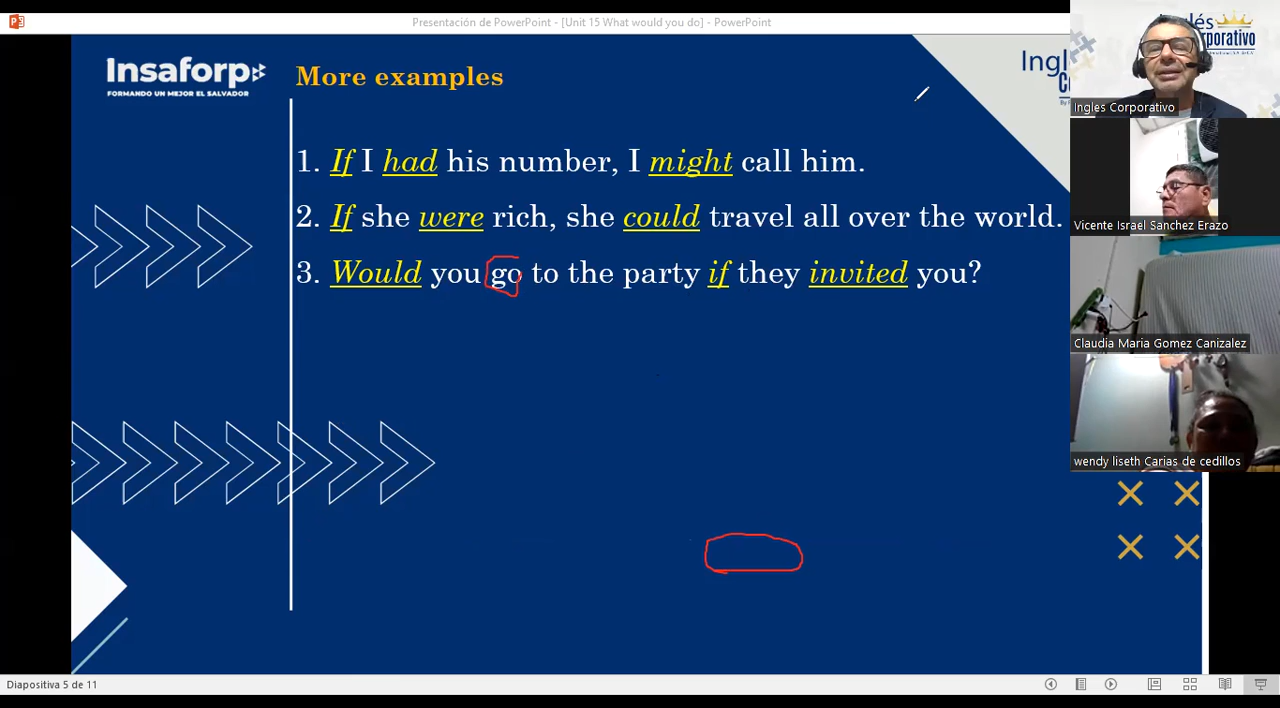 Presentación de PowerPoint - [Unit 15 What would you do] - PowerPoint
Insaforp
FORMANDO UN MEJOR EL SALVADOR
More examples
1. If I had his number, I might call him.
2. If she were rich, she could travel all over the world.
3. Would you go to the party if they invited you?
Ingles Corporativo
Vicente Israel Sanchez Erazo
Claudia Maria Gomez Canizalez
wendy liseth Carias de cedillos
Diapositiva 5 de 11